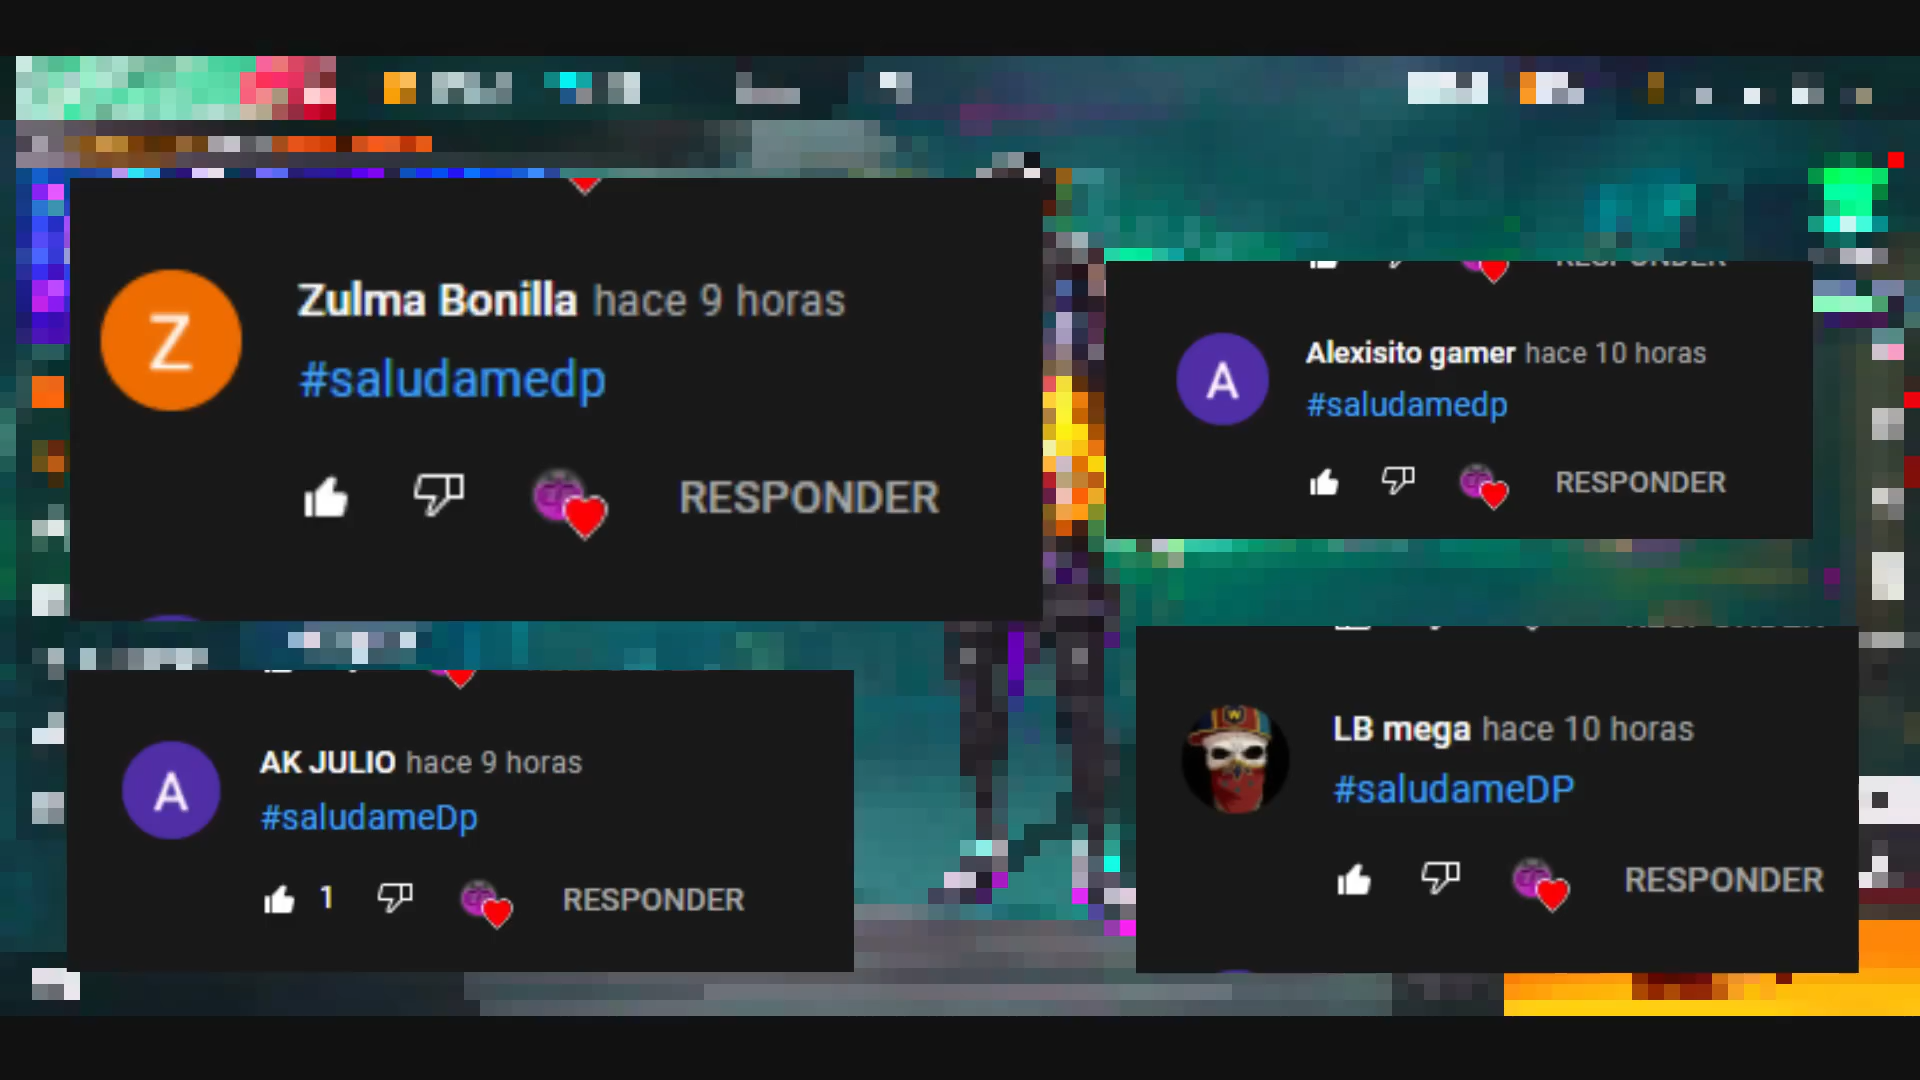 Z
Zulma Bonilla hace 9 horas
#saludamedp
RESPONDER
RESPONDER
A
Alexisito gamer hace 10 horas
#saludamedp
RESPONDER
A
AK JULIO hace 9 horas
#saludameDp
1
RESPONDER
W
LB mega hace 10 horas
#saludameDP
RESPONDER